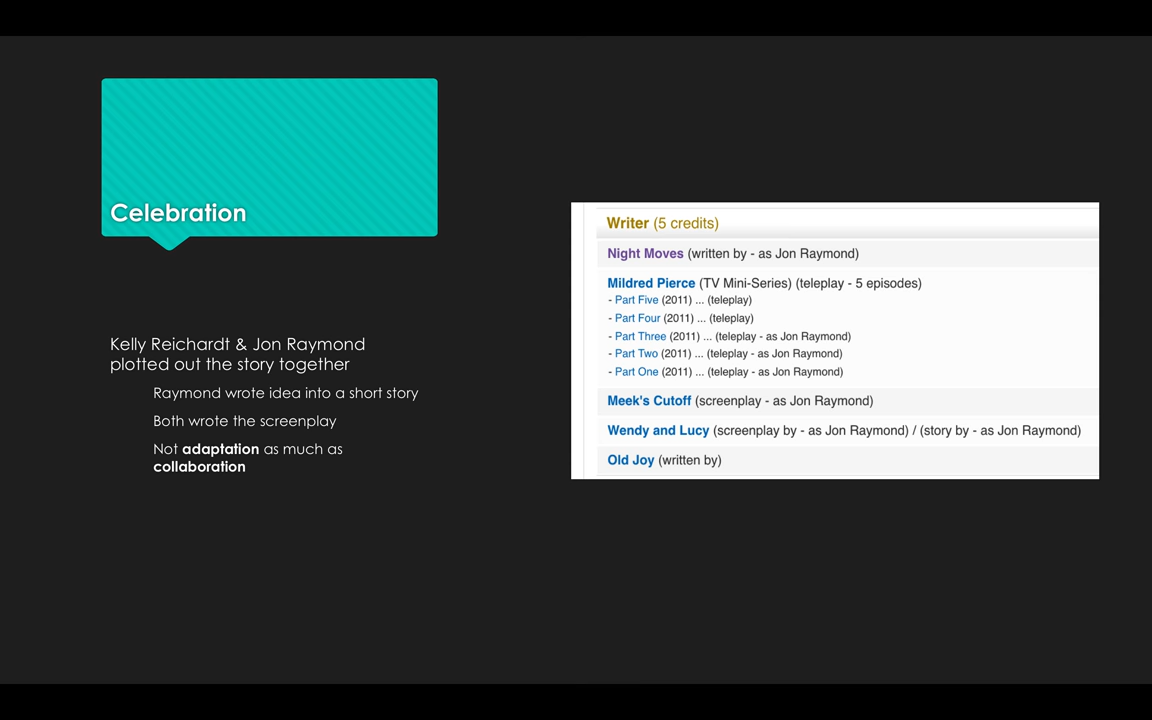 Celebration
Kelly Reichardt & Jon Raymond
plotted out the story together
Raymond wrote idea into a short story
Both wrote the screenplay
Not adaptation as much as
collaboration
Writer (5 credits)
Night Moves (written by - as Jon Raymond)
Mildred Pierce (TV Mini-Series) (teleplay - 5 episodes)
- Part Five (2011) ... (teleplay)
- Part Four (2011) ... (teleplay)
- Part Three (2011) ... (teleplay - as Jon Raymond)
- Part Two (2011) ... (teleplay - as Jon Raymond)
- Part One (2011) ... (teleplay - as Jon Raymond)
Meek's Cutoff (screenplay - as Jon Raymond)
Wendy and Lucy (screenplay by - as Jon Raymond) / (story by - as Jon Raymond)
Old Joy (written by)